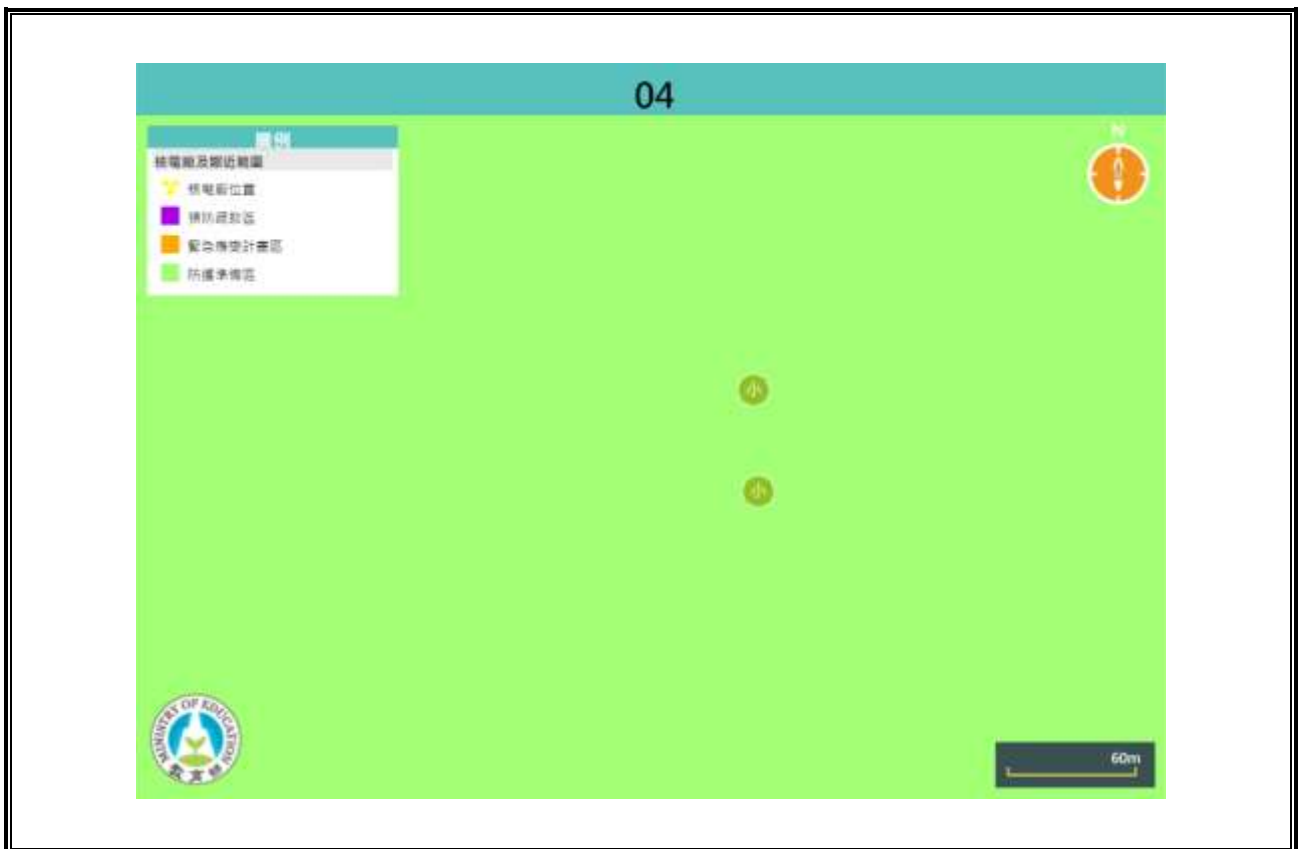 04
圖例
N
核電廠及鄰近範圍
核電廠位置
預防疏散區
緊急應變計畫區
防護準備區
小
小
MINISTRY OF EDUCATION
教育部
60m